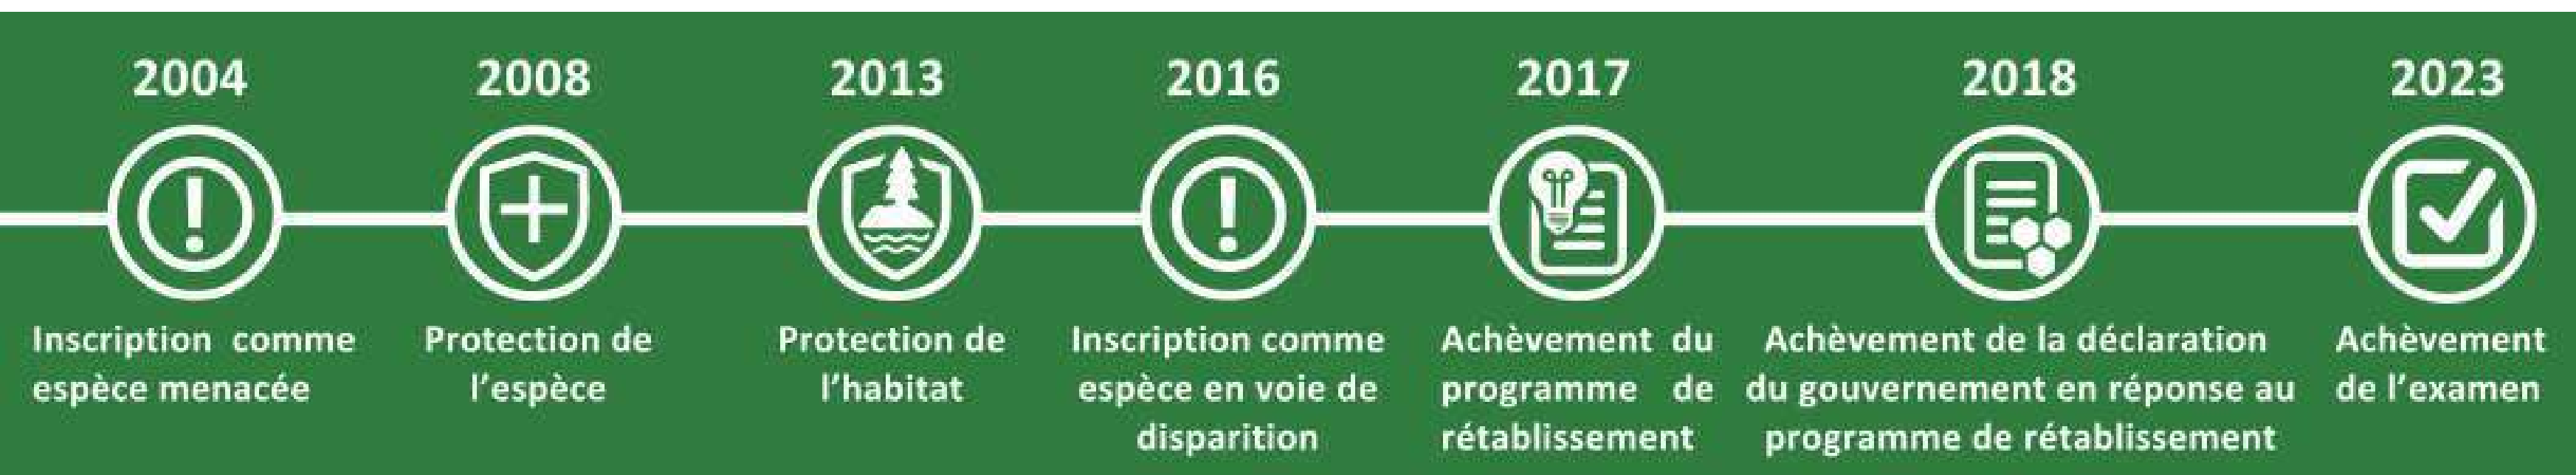 2004
Inscription comme
espèce menacée
2008
Protection de
l'espèce
2013
Protection de
l'habitat
2016
Inscription comme
espèce en voie de
disparition
2017
Achèvement du
programme de
rétablissement
2018
Achèvement de la déclaration
du gouvernement en réponse au
programme de rétablissement
2023
Achèvement
de l'examen